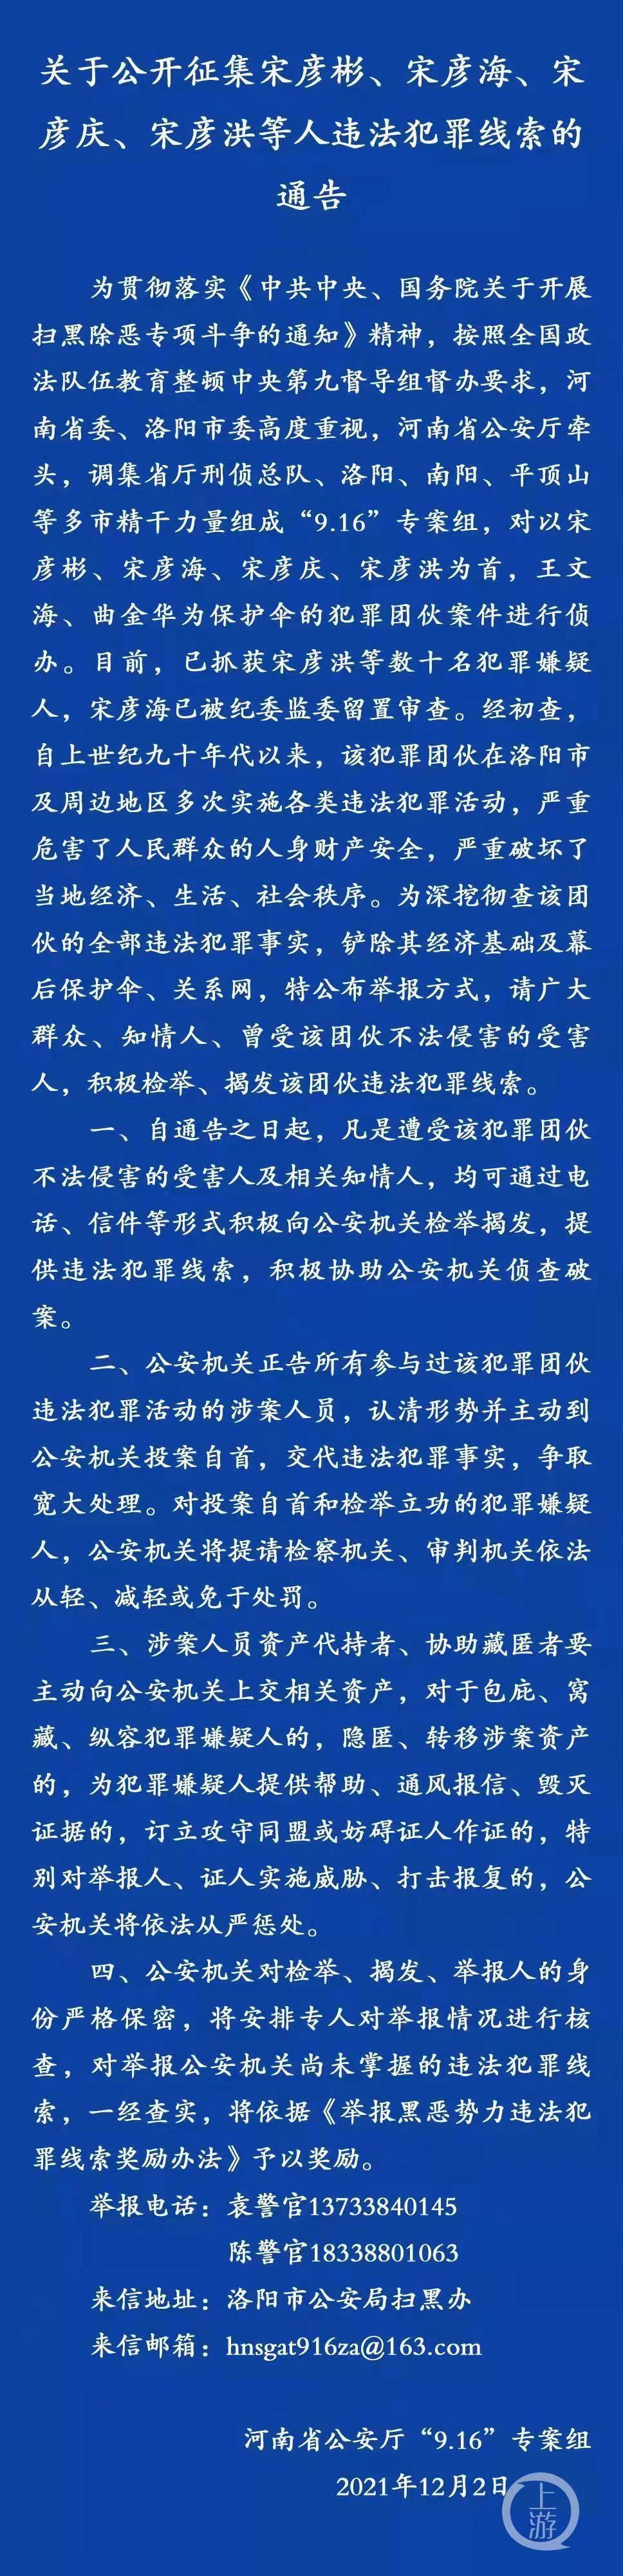 关于公开征集宋彦彬、宋彦海、宋
彦庆、宋彦洪等人违法犯罪线索的
通告
为贯彻落实《中共中央、国务院关于开展
扫黑除恶专项斗争的通知》精神，按照全国政
法队伍教育整顿中央第九督导组督办要求，河
南省委、洛阳市委高度重视，河南省公安厅牵
头，调集省厅刑侦总队、洛阳、南阳、平顶山
等多市精干力量组成“9.16”专案组，对以宋
彦彬、宋彦海、宋彦庆、宋彦洪为首，王文
海、曲金华为保护伞的犯罪团伙案件进行侦
办。目前，已抓获宋彦洪等数十名犯罪嫌疑
人，宋彦海已被纪委监委留置审查。经初查，
自上世纪九十年代以来，该犯罪团伙在洛阳市
及周边地区多次实施各类违法犯罪活动，严重
危害了人民群众的人身财产安全，严重破坏了
当地经济、生活、社会秩序。为深挖彻查该团
伙的全部违法犯罪事实，铲除其经济基础及幕
后保护伞、关系网，特公布举报方式，请广大
群众、知情人、曾受该团伙不法侵害的受害
人，积极检举、揭发该团伙违法犯罪线索。
一、自通告之日起，凡是遭受该犯罪团伙
不法侵害的受害人及相关知情人，均可通过电
话、信件等形式积极向公安机关检举揭发，提
供违法犯罪线索，积极协助公安机关侦查破
案。
二、公安机关正告所有参与过该犯罪团伙
违法犯罪活动的涉案人员，认清形势并主动到
公安机关投案自首，交代违法犯罪事实，争取
宽大处理。对投案自首和检举立功的犯罪嫌疑
人，公安机关将提请检察机关、审判机关依法
从轻、减轻或免于处罚。
三、涉案人员资产代持者、协助藏匿者要
主动向公安机关上交相关资产，对于包庇、窝
藏、纵容犯罪嫌疑人的，隐匿、转移涉案资产
的，为犯罪嫌疑人提供帮助、通风报信、毁灭
证据的，订立攻守同盟或妨碍证人作证的，特
别对举报人、证人实施威胁、打击报复的，公
安机关将依法从严惩处。
四、公安机关对检举、揭发、举报人的身
份严格保密，将安排专人对举报情况进行核
查，对举报公安机关尚未掌握的违法犯罪线
索，一经查实，将依据《举报黑恶势力违法犯
罪线索奖励办法》予以奖励。
举报电话：袁警官13733840145
陈警官18338801063
来信地址：洛阳市公安局扫黑办
来信邮箱：hnsgat916za@163.com
河南省公安厅“9.16”专案组
2021年12月2日
上游